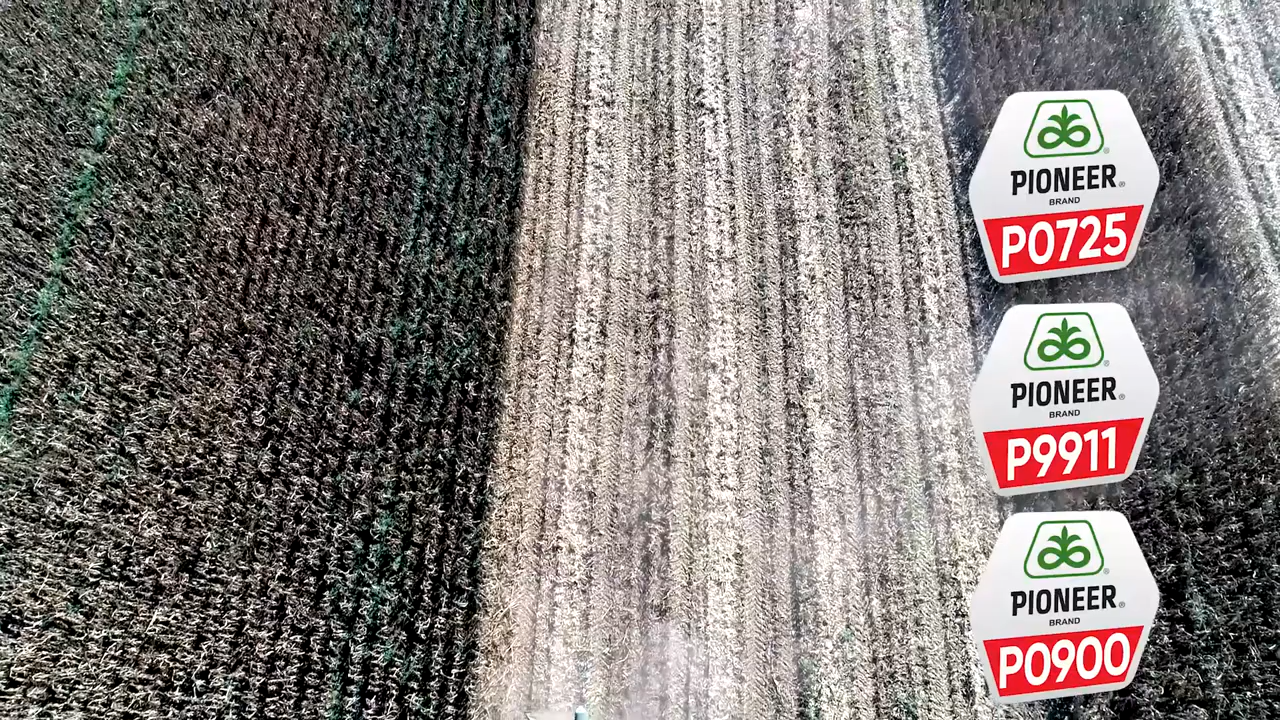 PIONEER®
BRAND
P0725
PIONEER®
BRAND
P9911
PIONEER®
BRAND
P0900